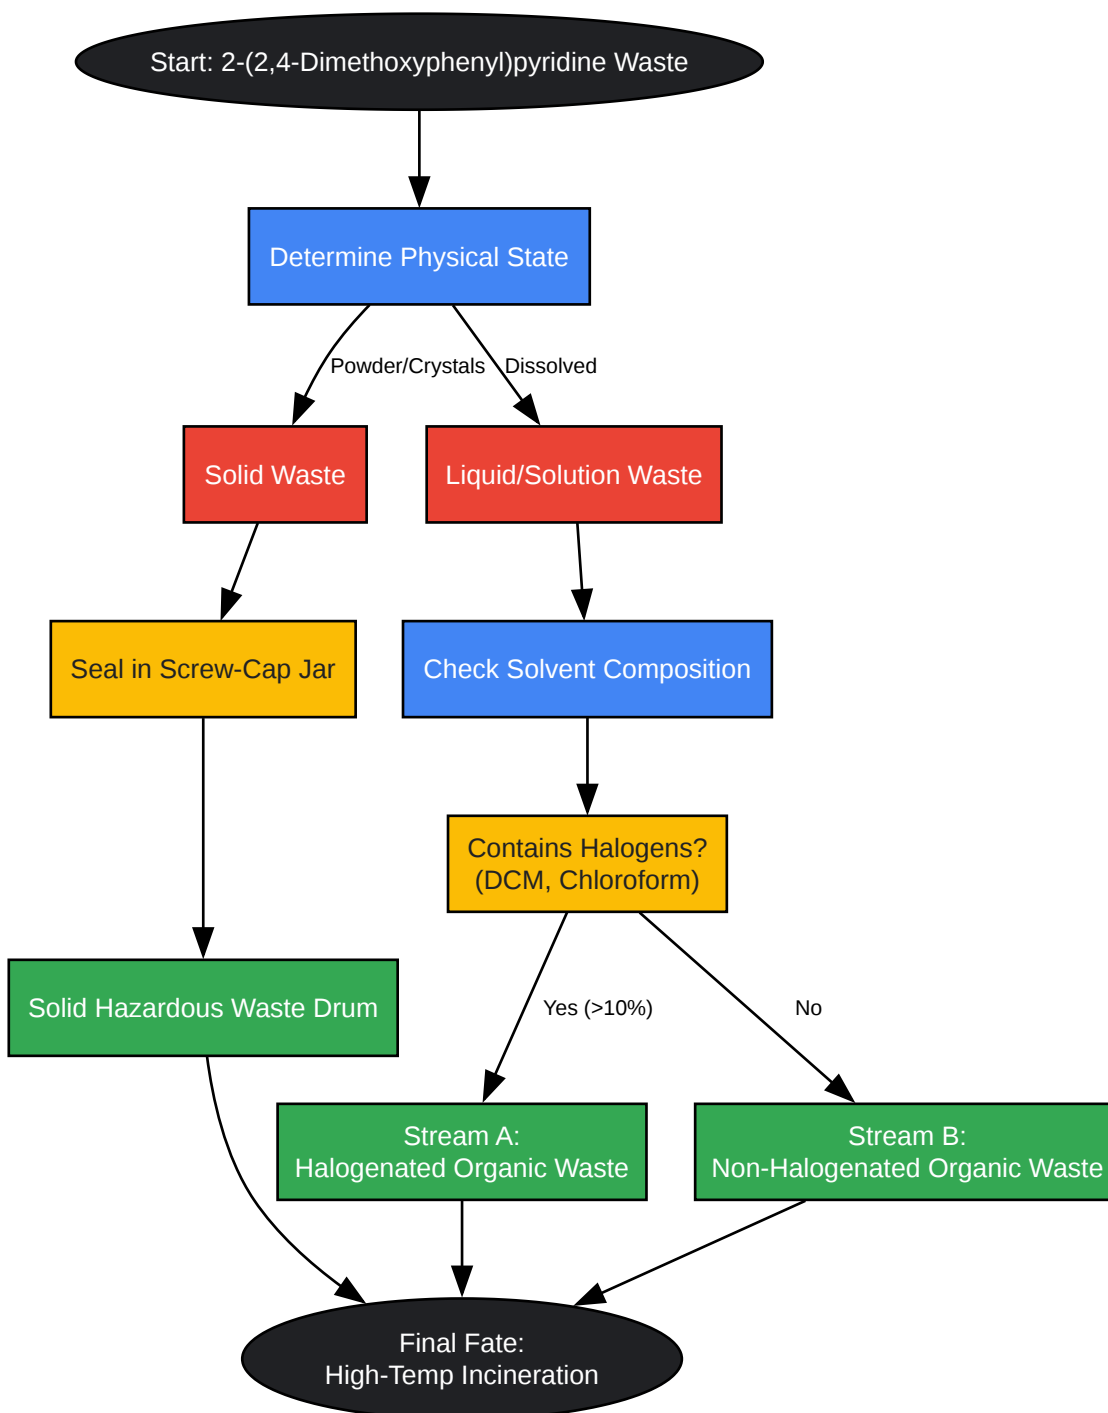 Start: 2-(2,4-Dimethoxyphenyl)pyridine Waste
Determine Physical State
Powder/Crystals
Dissolved
Solid Waste
Liquid/Solution Waste
Seal in Screw-Cap Jar
Check Solvent Composition
Contains Halogens?
(DCM, Chloroform)
Solid Hazardous Waste Drum
Yes (>10%)
No
Stream A:
Halogenated Organic Waste
Stream B:
Non-Halogenated Organic Waste
Final Fate:
High-Temp Incineration